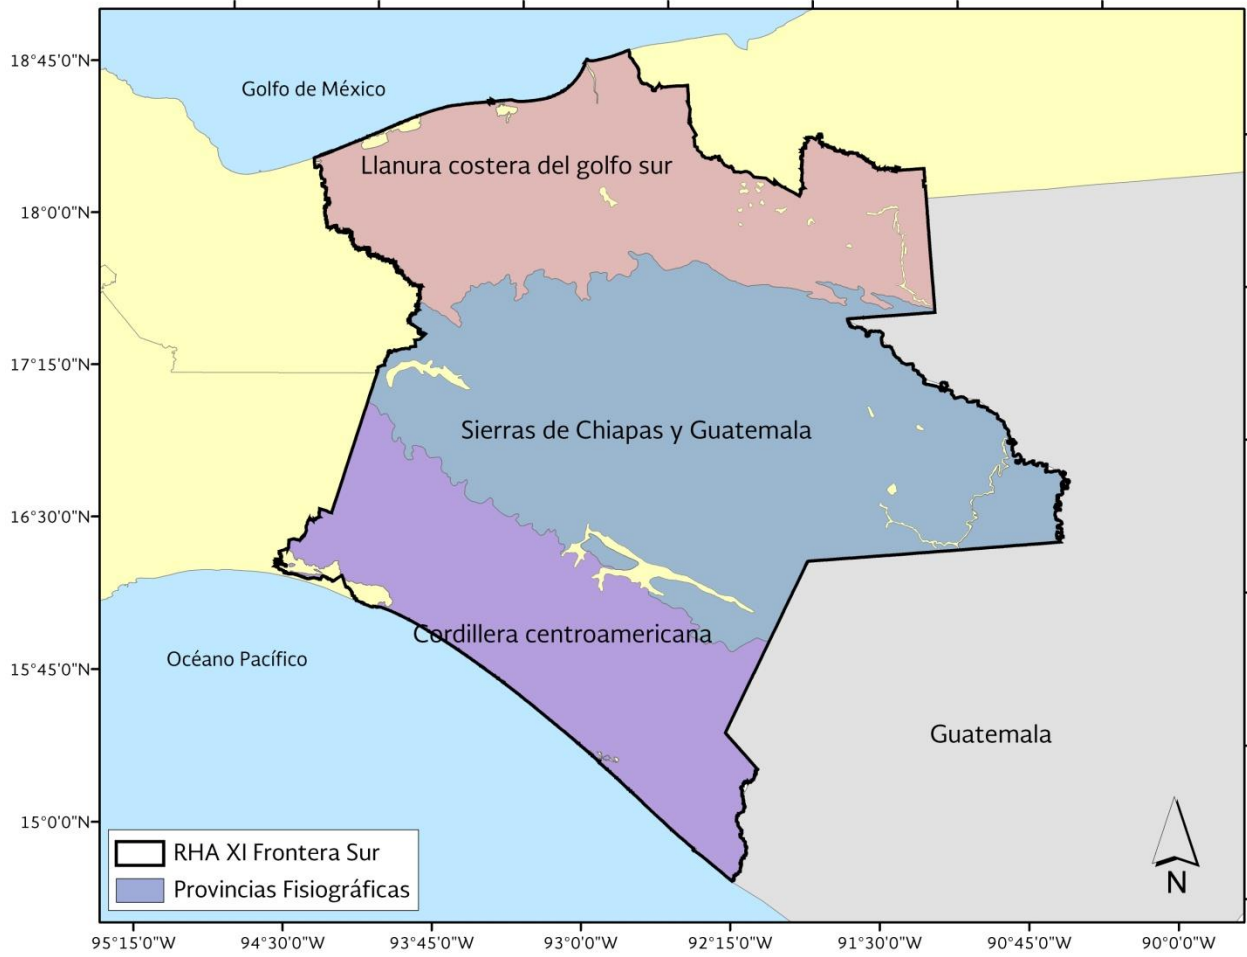 18°45'0"N
Golfo de México
Llanura costera del golfo sur
18°0'0"N
17°15'0"N
Sierras de Chiapas y Guatemala
16°30'0"N
Cordillera centroamericana
Océano Pacífico
15°45'0"N
Guatemala
15°0'0"N
RHA XI Frontera Sur
Provincias Fisiográficas
N
95°15'0"W 94°30'0"W 93°45'0"W 93°0'0"W 92°15'0"W 91°30'0"W 90°45'0"W 90°0'0"W